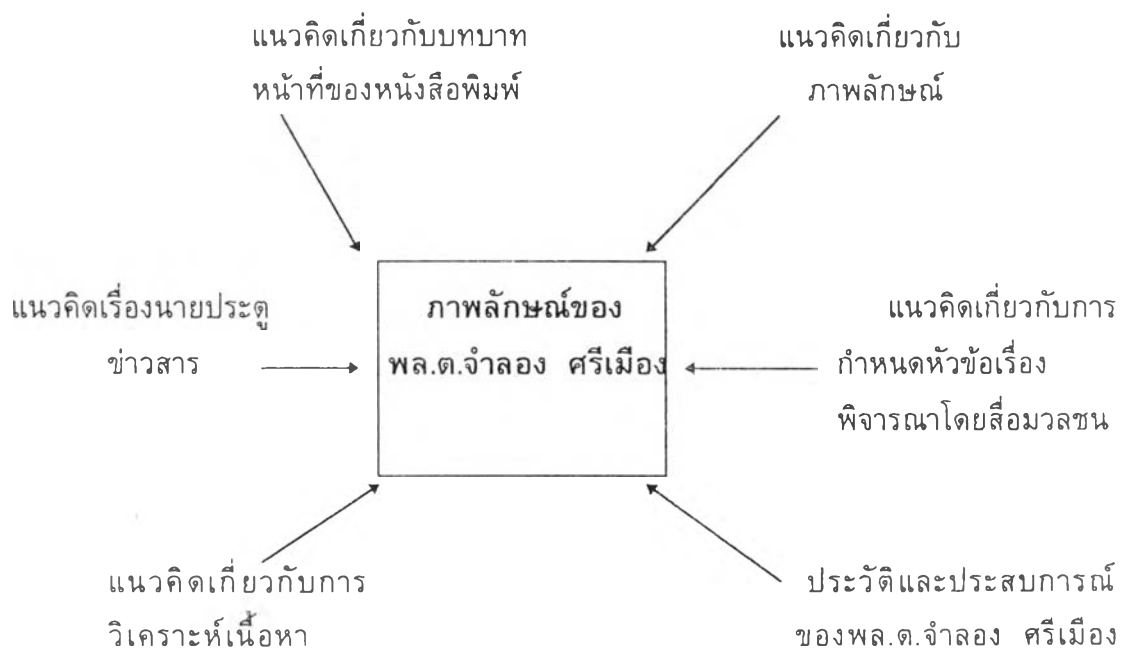 แนวคิดเกี่ยวกับบทบาท
หน้าที่ของหนังสือพิมพ์
แนวคิดเกี่ยวกับ
ภาพลักษณ์
แนวคิดเรื่องนายประตู
ข่าวสาร
ภาพลักษณ์ของ
พล.ต.จำลอง ศรีเมือง
แนวคิดเกี่ยวกับการ
กำหนดหัวข้อเรื่อง
พิจารณาโดยสื่อมวลชน
แนวคิดเกี่ยวกับการ
วิเคราะห์เนื้อหา
ประวัติและประสบการณ์
ของพล.ต.จำลอง ศรีเมือง